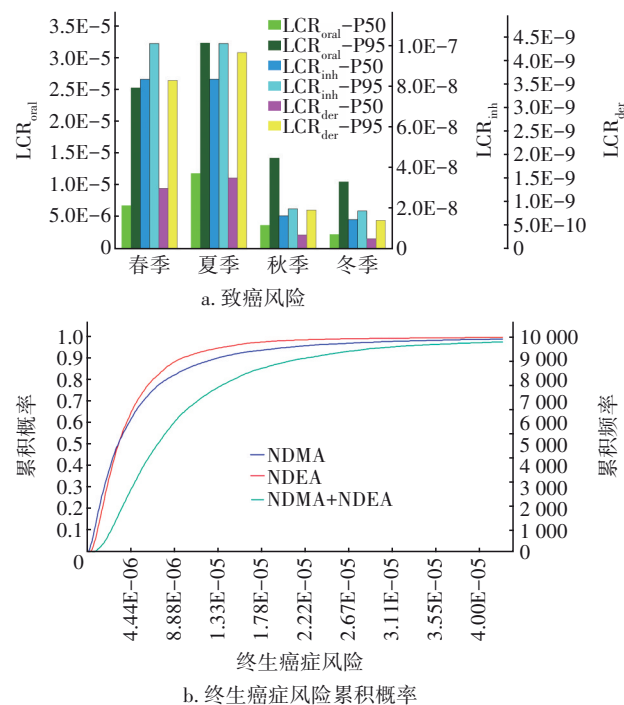 3.5E-5
3.0E-5
2.5E-5
2.0E-5
1.5E-5
1.0E-5
5.0E-6
0
LCRoral
LCRoral-P50
LCRoral-P95
LCRinh-P50
LCRinh-P95
LCRder-P50
LCRder-P95
1.0E-7
8.0E-8
6.0E-8
4.0E-8
2.0E-8
0
LCRinh
4.5E-9
4.0E-9
3.5E-9
3.0E-9
2.5E-9
2.0E-9
1.5E-9
1.0E-9
5.0E-10
0
LCRder
春季 夏季 秋季 冬季
a. 致癌风险
1.0
0.9
0.8
0.7
0.6
0.5
0.4
0.3
0.2
0.1
0
累积概率
NDMA
NDEA
NDMA+NDEA
10 000
9 000
8 000
7 000
6 000
5 000
4 000
3 000
2 000
1 000
0
累积频率
4.44E-06
8.88E-06
1.33E-05
1.78E-05
2.22E-05
2.67E-05
3.11E-05
3.55E-05
4.00E-05
终生癌症风险
b. 终生癌症风险累积概率